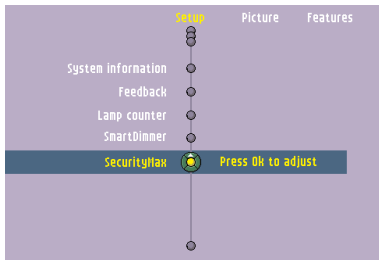 Setup Picture Features
System information
Feedback
Lamp counter
SmartDimmer
SecurityMax Press Ok to adjust